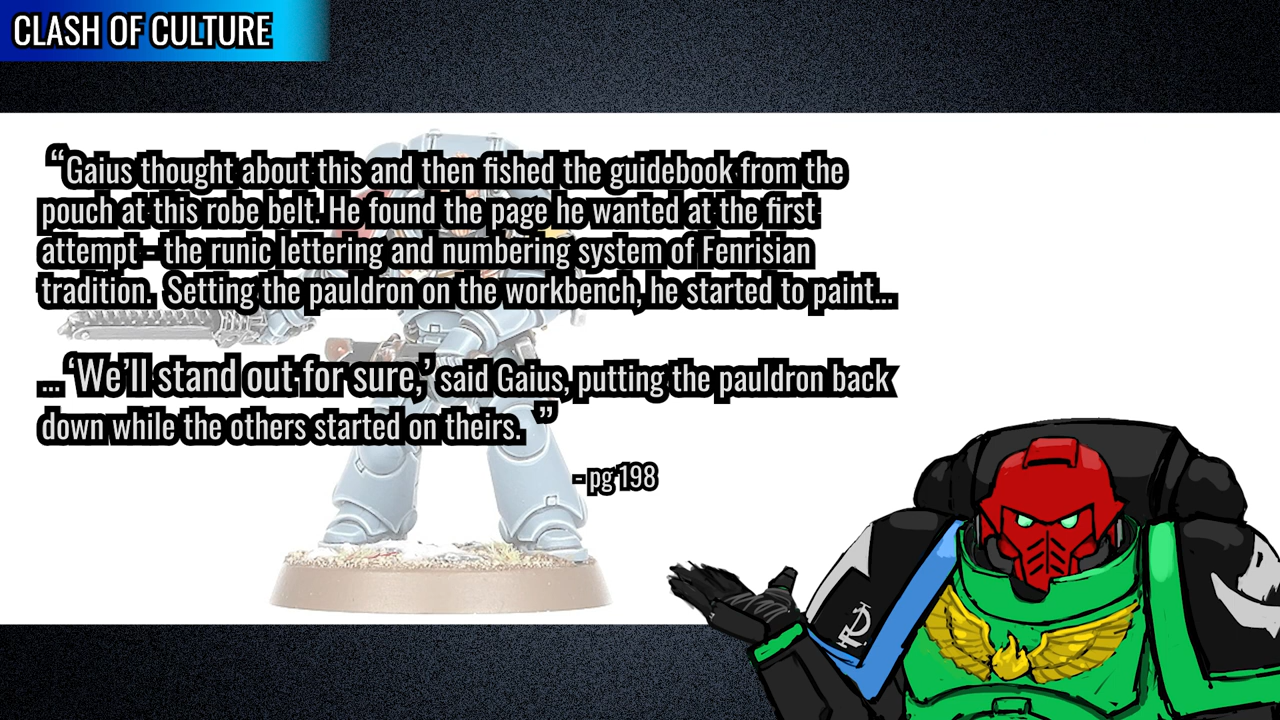 CLASH OF CULTURE
“Gaius thought about this and then fished the guidebook from the
pouch at this robe belt. He found the page he wanted at the first
attempt - the runic lettering and numbering system of Fenrisian
tradition. Setting the pauldron on the workbench, he started to paint...
... ‘We’ll stand out for sure,’ said Gaius, putting the pauldron back
down while the others started on theirs. ”
- pg 198